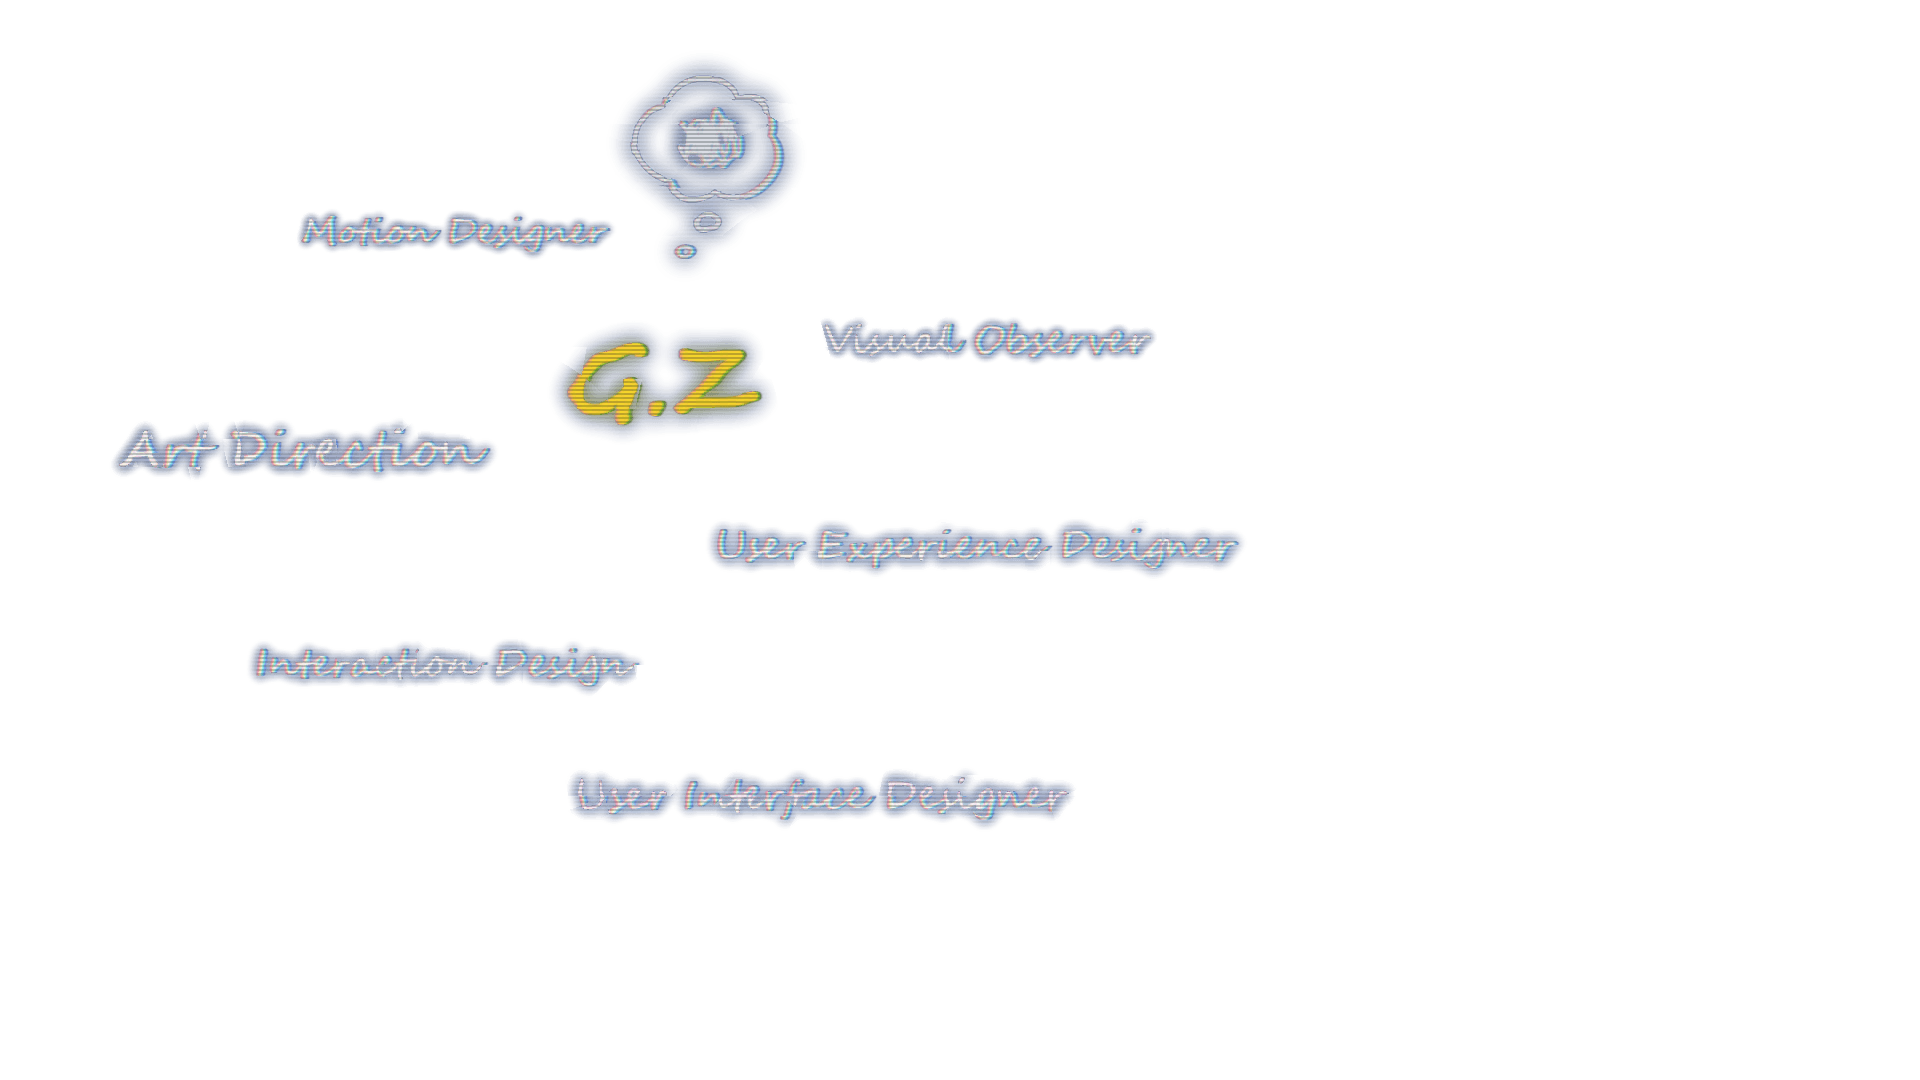 Motion Designer
Visual Observer
G.Z
Art Direction
User Experience Designer
Interaction Design
User Interface Designer